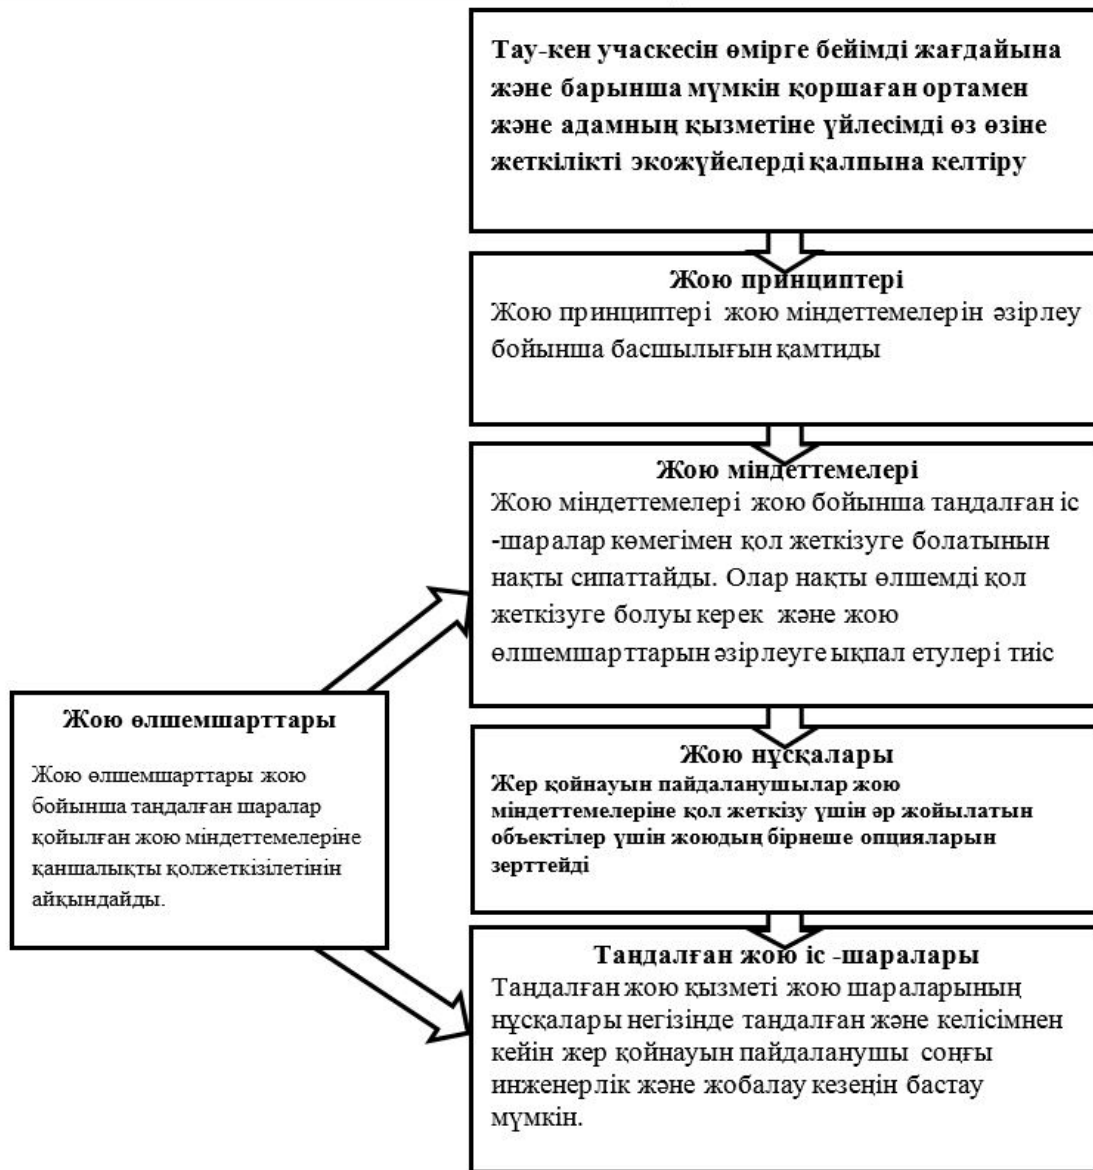 Тау-кен учаскесін өмірге бейімді жағдайына
және барынша мүмкін қоршаған ортамен
және адамның қызметіне үйлесімді өз өзіне
жеткілікті экожүйелерді қалпына келтіру
Жою принциптері
Жою принциптері жою міндеттемелерін әзірлеу
бойынша басшылығын қамтиды
Жою міндеттемелері
Жою міндеттемелері жою бойынша таңдалған іс
-шаралар көмегімен қол жеткізуге болатынын
нақты сипаттайды. Олар нақты өлшемді қол
жеткізуге болуы керек және жою
өлшемшарттарын әзірлеуге ықпал етулері тиіс
Жою өлшемшарттары
Жою өлшемшарттары жою
бойынша таңдалған шаралар
қойылған жою міндеттемелеріне
қаншалықты қолжеткізілетінін
айқындайды.
Жою нұсқалары
Жер қойнауын пайдаланушылар жою
міндеттемелеріне қол жеткізу үшін әр жойылатын
объектілер үшін жоюдың бірнеше опцияларын
зерттейді
Таңдалған жою іс -шаралары
Таңдалған жою қызметі жою шараларының
нұсқалары негізінде таңдалған және келісімнен
кейін жер қойнауын пайдаланушы соңғы
инженерлік және жобалау кезеңін бастау
мүмкін.